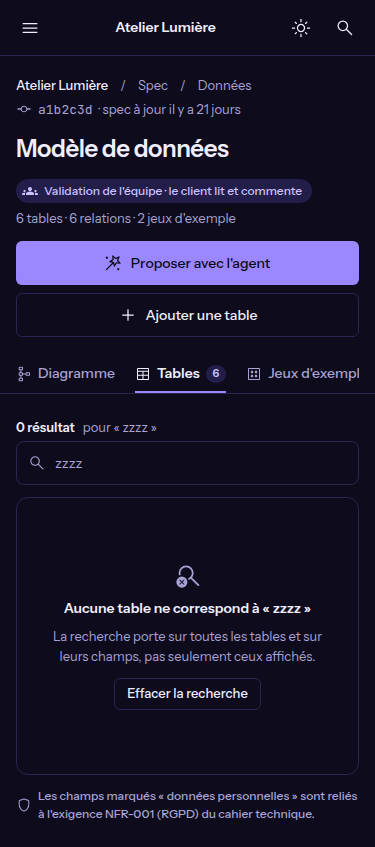 Atelier Lumière
Atelier Lumière / Spec / Données
a1b2c3d · spec à jour il y a 21 jours
Modèle de données
Validation de l'équipe · le client lit et commente
6 tables · 6 relations · 2 jeux d'exemple
Proposer avec l'agent
Ajouter une table
Diagramme Tables 6 Jeux d'exempl
0 résultat pour « zzzz »
zzzz
Aucune table ne correspond à « zzzz »
La recherche porte sur toutes les tables et sur
leurs champs, pas seulement ceux affichés.
Effacer la recherche
Les champs marqués « données personnelles » sont reliés
à l'exigence NFR-001 (RGPD) du cahier technique.